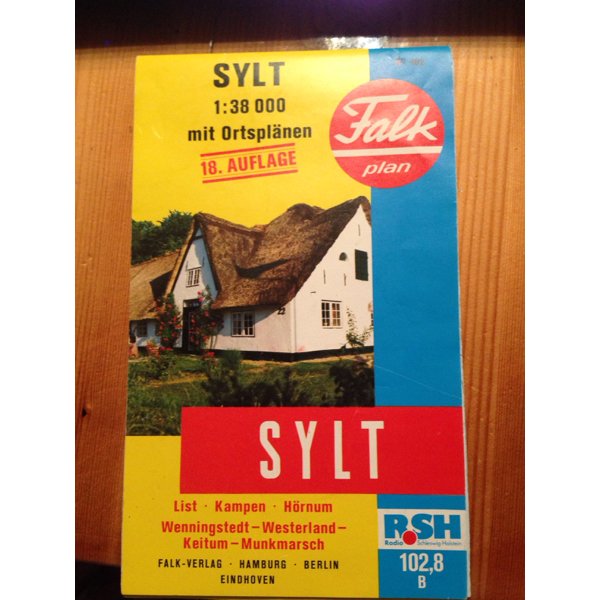 SYLT
1:38 000
mit Ortsplänen
18. AUFLAGE
Falk
plan
SYLT
List · Kampen · Hörnum
Wenningstedt–Westerland–
Keitum–Munkmarsch
FALK-VERLAG · HAMBURG · BERLIN
EINDHOVEN
R.SH
Radio Schleswig-Holstein
102,8
B